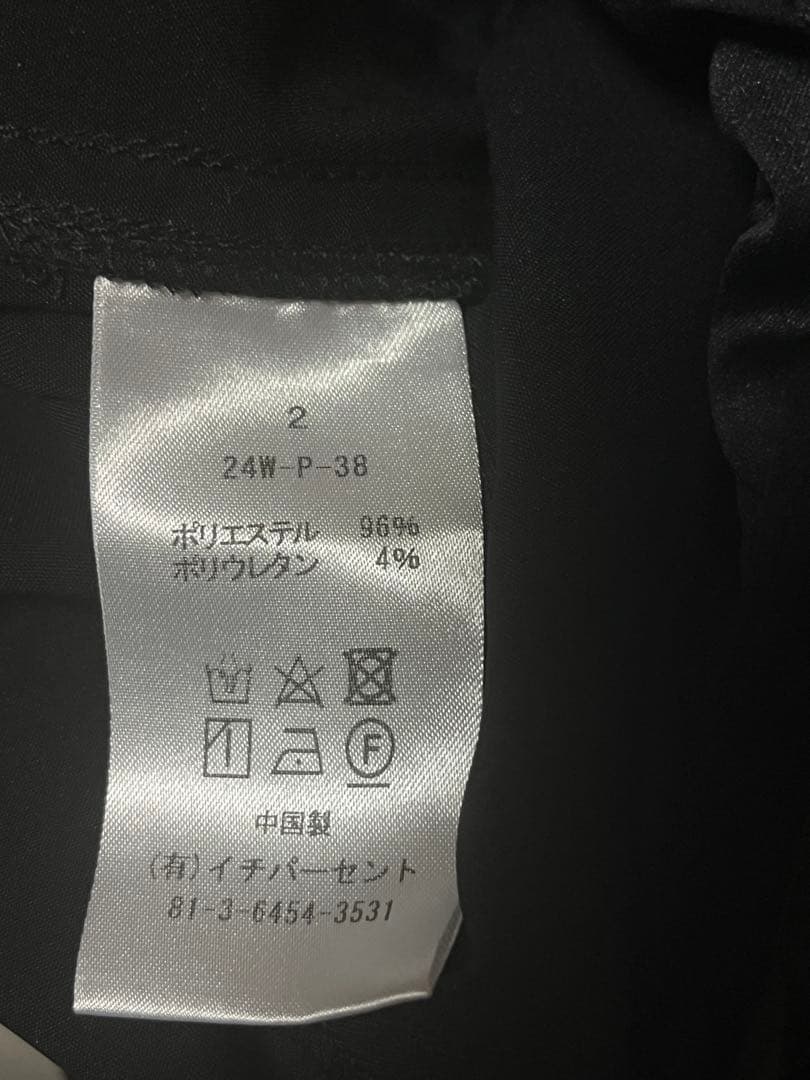 2
24W-P-38
ポリエステル 96%
ポリウレタン 4%
F
中国製
(有)イチパーセント
81-3-6454-3531